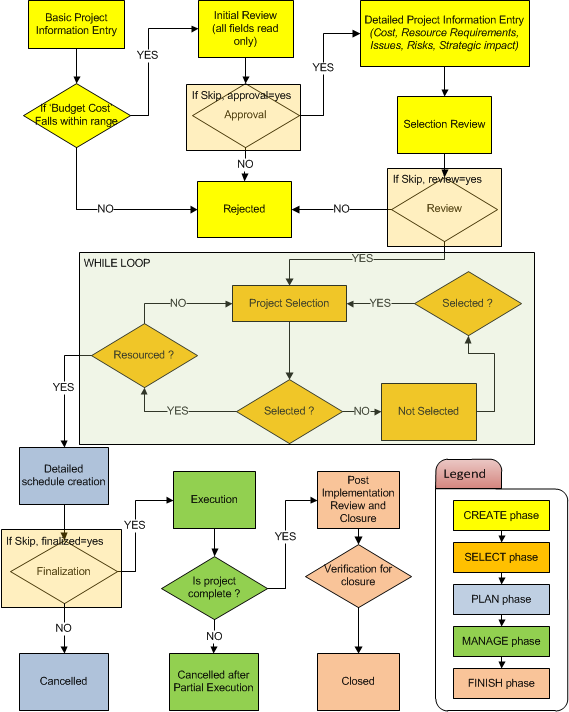 Basic Project
Information Entry
YES
Initial Review
(all fields read
only)
YES
Detailed Project Information Entry
(Cost, Resource Requirements,
Issues, Risks, Strategic impact)
If 'Budget Cost'
Falls within range
If Skip, approval=yes
Approval
Selection Review
NO
If Skip, review=yes
Review
NO
Rejected
NO
YES
WHILE LOOP
NO
Project Selection
YES
Selected ?
Resourced ?
YES
YES
Selected ?
NO
Not Selected
Detailed
schedule creation
YES
Execution
YES
Post
Implementation
Review and
Closure
If Skip, finalized=yes
Finalization
Is project
complete ?
Verification for
closure
NO
NO
Cancelled
Cancelled after
Partial Execution
Closed
Legend
CREATE phase
SELECT phase
PLAN phase
MANAGE phase
FINISH phase